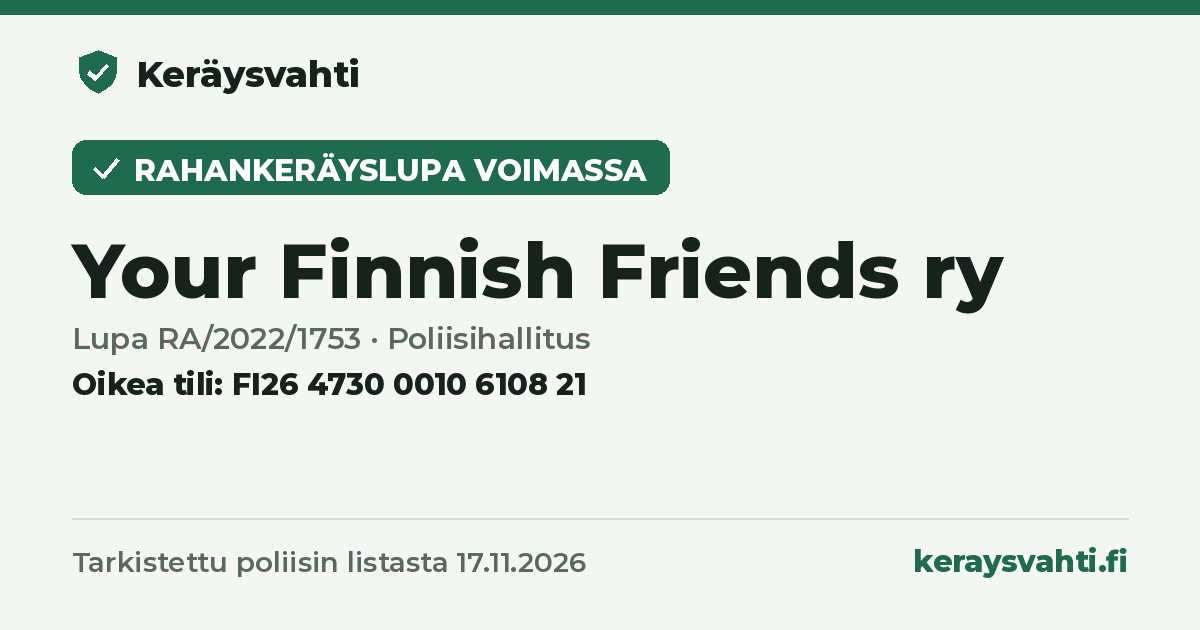 Keräysvahti
RAHANKERÄYSLUPA VOIMASSA
Your Finnish Friends ry
Lupa RA/2022/1753 · Poliisihallitus
Oikea tili: FI26 4730 0010 6108 21
Tarkistettu poliisin listasta 17.11.2026
keraysvahti.fi